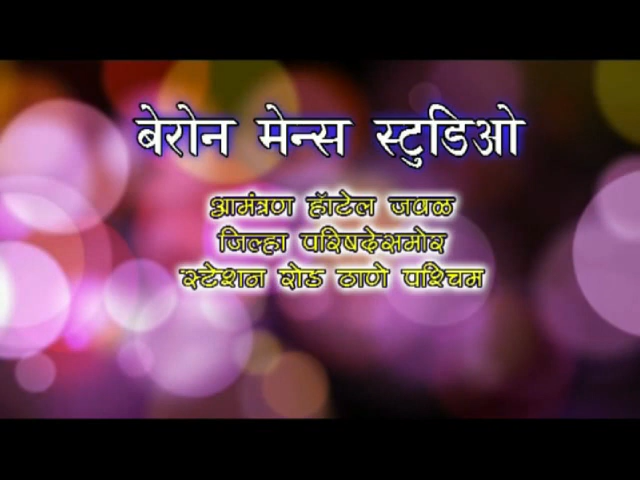 बेरोन मेन्स स्टुडिओ
आमंत्रण हॉटेल जवळ
जिल्हा परिषदेसमोर
स्टेशन रोड ठाणे पश्चिम